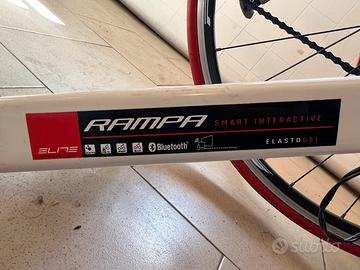 RAMPA SMART INTERACTIVE
ELITE
Bluetooth®
ELASTOGEL
subito